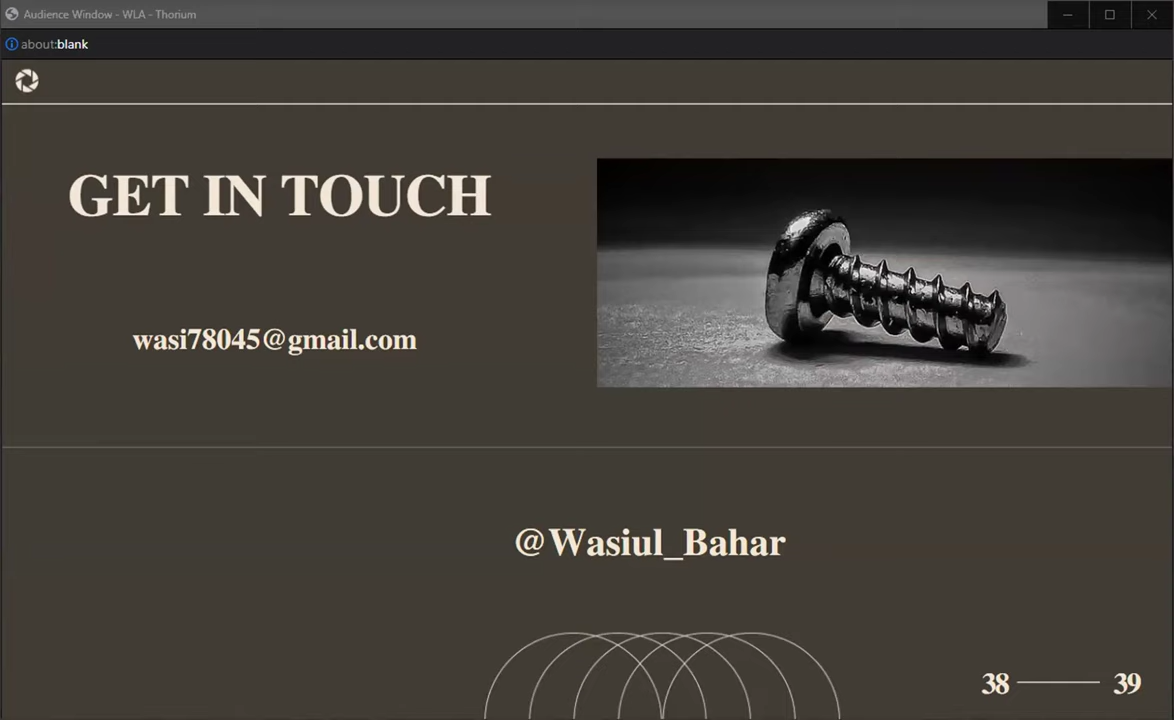 Audience Window - WLA - Thorium
about:blank
GET IN TOUCH
wasi78045@gmail.com
@Wasiul_Bahar
38 39